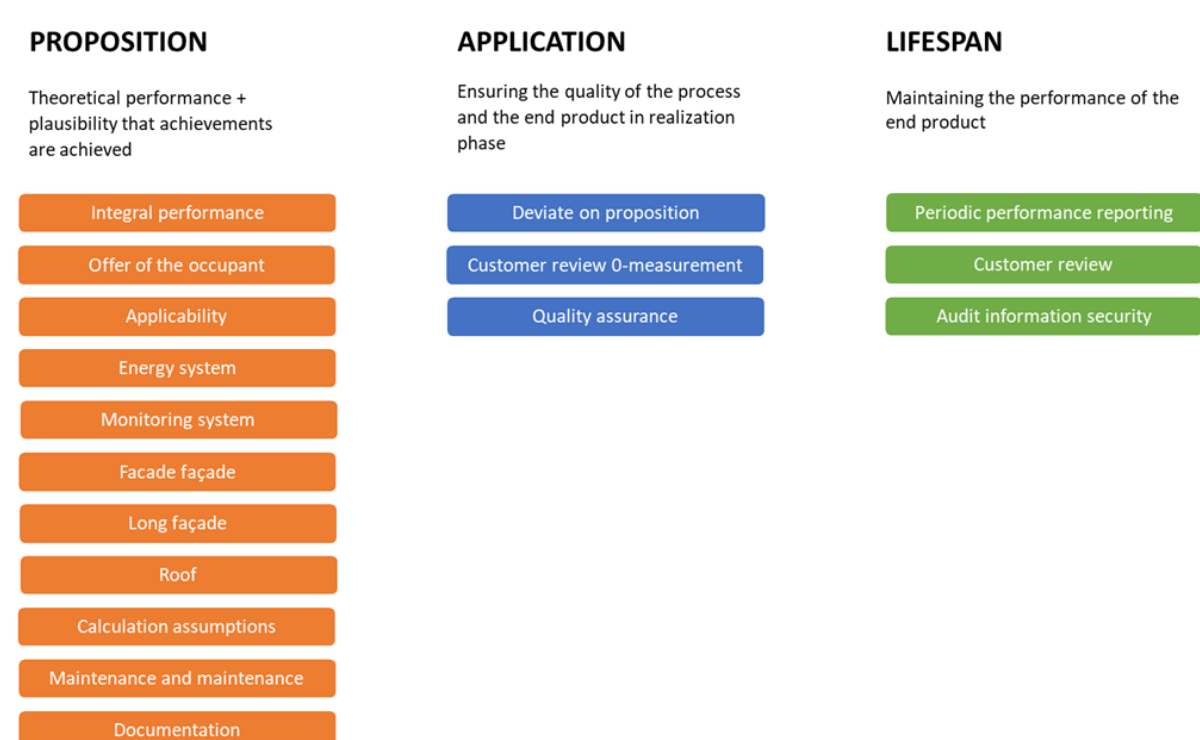 PROPOSITION
Theoretical performance +
plausibility that achievements
are achieved
Integral performance
Offer of the occupant
Applicability
Energy system
Monitoring system
Facade façade
Long façade
Roof
Calculation assumptions
Maintenance and maintenance
Documentation
APPLICATION
Ensuring the quality of the process
and the end product in realization
phase
Deviate on proposition
Customer review 0-measurement
Quality assurance
LIFESPAN
Maintaining the performance of the
end product
Periodic performance reporting
Customer review
Audit information security